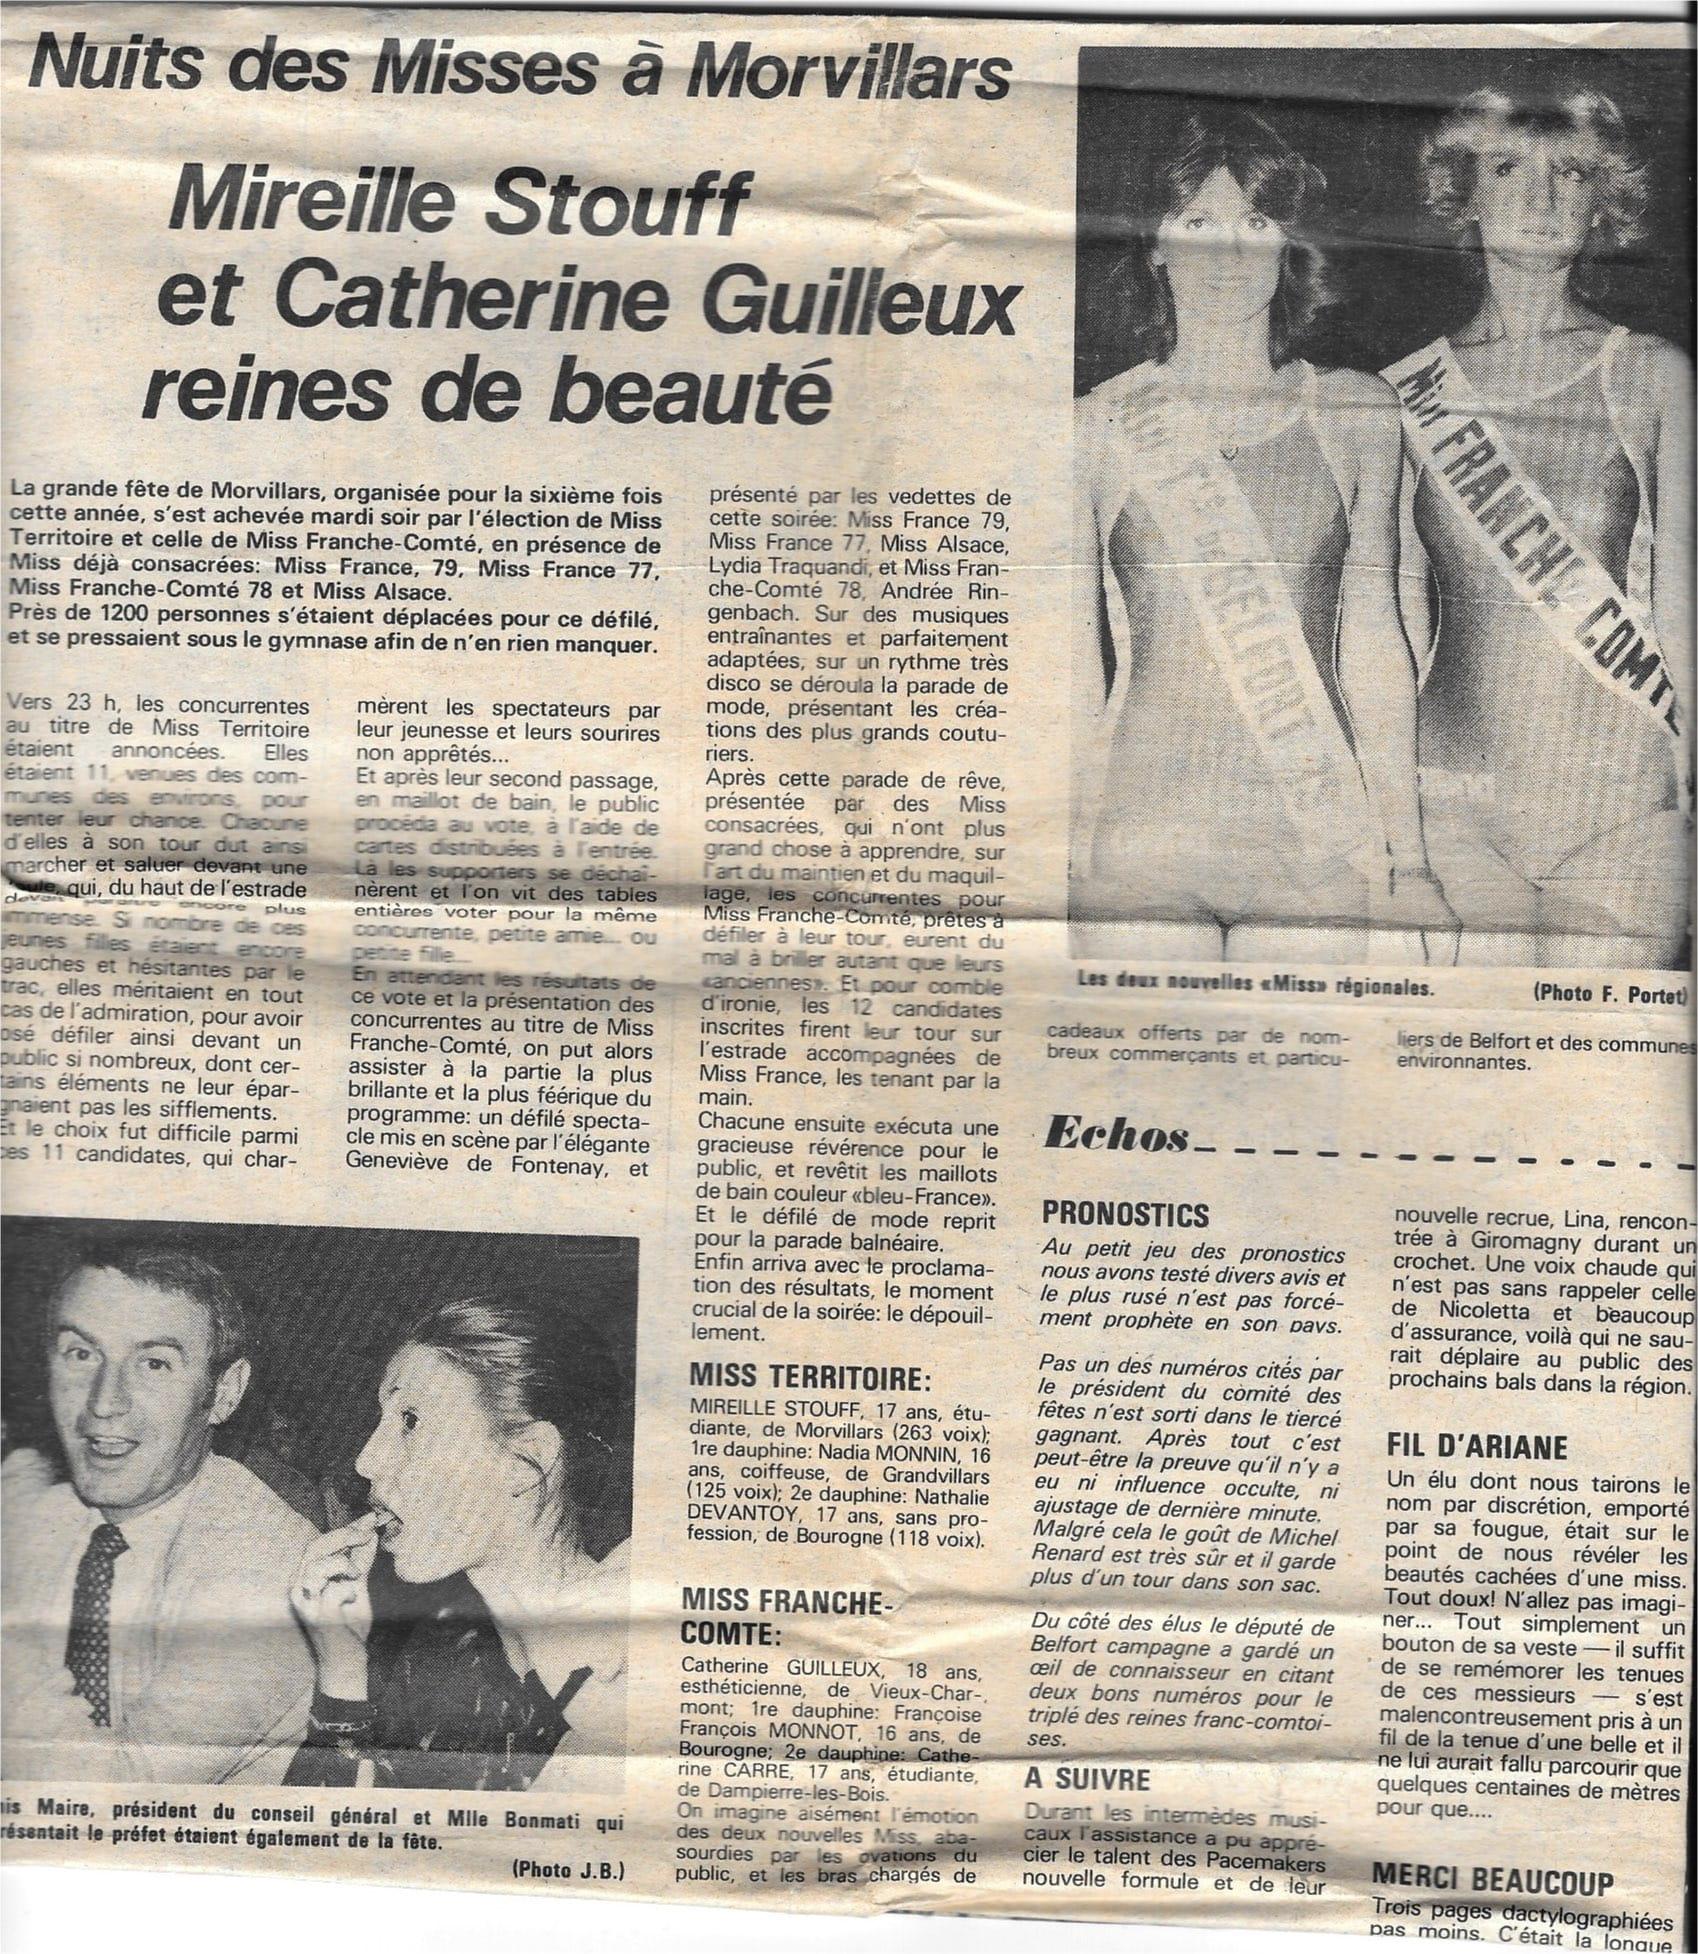 Nuits des Misses à Morvillars
Mireille Stouff
et Catherine Guilleux
reines de beauté
La grande fête de Morvillars, organisée pour la sixième fois
cette année, s'est achevée mardi soir par l'élection de Miss
Territoire et celle de Miss Franche-Comté, en présence de
Miss déjà consacrées: Miss France, 79, Miss France 77,
Miss Franche-Comté 78 et Miss Alsace.
Près de 1200 personnes s'étaient déplacées pour ce défilé,
et se pressaient sous le gymnase afin de n'en rien manquer.
Vers 23 h, les concurrentes
au titre de Miss Territoire
étaient annoncées. Elles
étaient 11, venues des com-
munes des environs, pour
tenter leur chance. Chacune
d'elles à son tour dut ainsi
marcher et saluer devant une
foule, qui, du haut de l'estrade
devait paraître encore plus
immense. Si nombre de ces
jeunes filles étaient encore
gauches et hésitantes par le
trac, elles méritaient en tout
cas de l'admiration, pour avoir
osé défiler ainsi devant un
public si nombreux, dont cer-
tains éléments ne leur épar-
gnaient pas les sifflements.
Et le choix fut difficile parmi
ces 11 candidates, qui char-
mèrent les spectateurs par
leur jeunesse et leurs sourires
non apprêtés...
Et après leur second passage,
en maillot de bain, le public
procéda au vote, à l'aide de
cartes distribuées à l'entrée.
Là les supporters se déchaî-
nèrent et l'on vit des tables
entières voter pour la même
concurrente, petite amie... ou
petite fille...
En attendant les résultats de
ce vote et la présentation des
concurrentes au titre de Miss
Franche-Comté, on put alors
assister à la partie la plus
brillante et la plus féérique du
programme: un défilé specta-
cle mis en scène par l'élégante
Geneviève de Fontenay, et
présenté par les vedettes de
cette soirée: Miss France 79,
Miss France 77, Miss Alsace,
Lydia Traquandi, et Miss Fran-
che-Comté 78, Andrée Rin-
genbach. Sur des musiques
entraînantes et parfaitement
adaptées, sur un rythme très
disco se déroula la parade de
mode, présentant les créa-
tions des plus grands coutu-
riers.
Après cette parade de rêve,
présentée par des Miss
consacrées, qui n'ont plus
grand chose à apprendre, sur
l'art du maintien et du maquil-
lage, les concurrentes pour
Miss Franche-Comté, prêtes à
défiler à leur tour, eurent du
mal à briller autant que leurs
«anciennes». Et pour comble
d'ironie, les 12 candidates
inscrites firent leur tour sur
l'estrade accompagnées de
Miss France, les tenant par la
main.
Chacune ensuite exécuta une
gracieuse révérence pour le
public, et revêtit les maillots
de bain couleur «bleu-France».
Et le défilé de mode reprit
pour la parade balnéaire.
Enfin arriva avec le proclama-
tion des résultats, le moment
crucial de la soirée: le dépouil-
lement.
MISS TERRITOIRE:
MIREILLE STOUFF, 17 ans, étu-
diante, de Morvillars (263 voix);
1re dauphine: Nadia MONNIN, 16
ans, coiffeuse, de Grandvillars
(125 voix); 2e dauphine: Nathalie
DEVANTOY, 17 ans, sans pro-
fession, de Bourogne (118 voix).
MISS FRANCHE-
COMTE:
Catherine GUILLEUX, 18 ans,
esthéticienne, de Vieux-Char-
mont; 1re dauphine: Françoise
François MONNOT, 16 ans, de
Bourogne; 2e dauphine: Cathe-
rine CARRE, 17 ans, étudiante,
de Dampierre-les-Bois.
On imagine aisément l'émotion
des deux nouvelles Miss, aba-
sourdies par les ovations du
public, et les bras chargés de
MISS Tre DE BELFORT
Miss FRANCHE COMTE
Les deux nouvelles «Miss» régionales.
(Photo F. Portet)
cadeaux offerts par de nom-
breux commerçants et particu-
liers de Belfort et des communes
environnantes.
Echos
PRONOSTICS
Au petit jeu des pronostics
nous avons testé divers avis et
le plus rusé n'est pas forcé-
ment prophète en son pays.
Pas un des numéros cités par
le président du comité des
fêtes n'est sorti dans le tiercé
gagnant. Après tout c'est
peut-être la preuve qu'il n'y a
eu ni influence occulte, ni
ajustage de dernière minute.
Malgré cela le goût de Michel
Renard est très sûr et il garde
plus d'un tour dans son sac.
Du côté des élus le député de
Belfort campagne a gardé un
œil de connaisseur en citant
deux bons numéros pour le
triplé des reines franc-comtoi-
ses.
A SUIVRE
Durant les intermèdes musi-
caux l'assistance a pu appré-
cier le talent des Pacemakers
nouvelle formule et de leur
nouvelle recrue, Lina, rencon-
trée à Giromagny durant un
crochet. Une voix chaude qui
n'est pas sans rappeler celle
de Nicoletta et beaucoup
d'assurance, voilà qui ne sau-
rait déplaire au public des
prochains bals dans la région.
FIL D'ARIANE
Un élu dont nous tairons le
nom par discrétion, emporté
par sa fougue, était sur le
point de nous révéler les
beautés cachées d'une miss.
Tout doux! N'allez pas imagi-
ner... Tout simplement un
bouton de sa veste — il suffit
de se remémorer les tenues
de ces messieurs — s'est
malencontreusement pris à un
fil de la tenue d'une belle et il
ne lui aurait fallu parcourir que
quelques centaines de mètres
pour que....
MERCI BEAUCOUP
Trois pages dactylographiées
pas moins. C'était la longue
is Maire, président du conseil général et Mlle Bonmati qui
résentait le préfet étaient également de la fête.
(Photo J.B.)